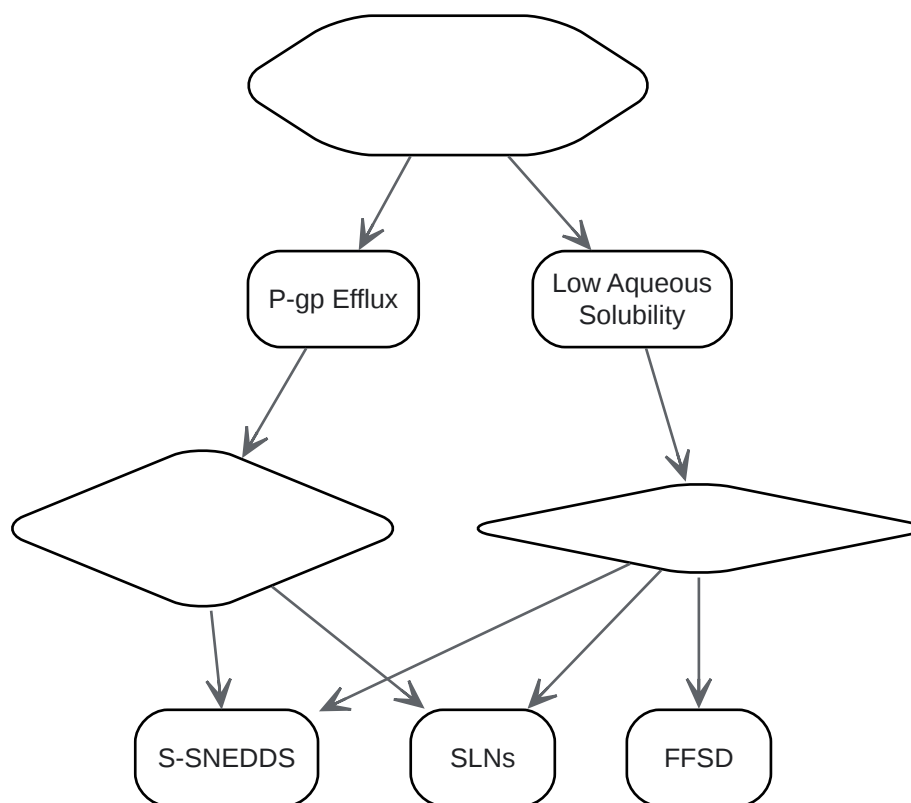 P-gp Efflux
Low Aqueous
Solubility
S-SNEDDS
SLNs
FFSD